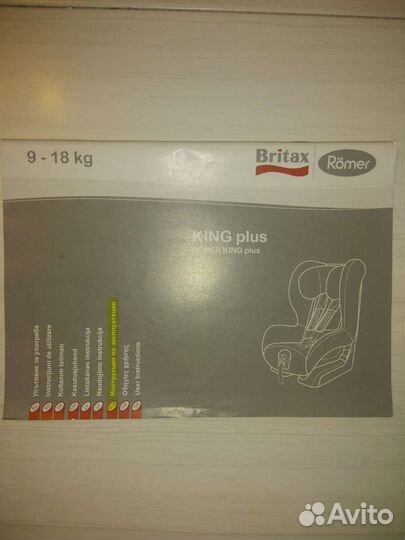 9 - 18 kg
Britax
Römer
KING plus
RÖMER KING plus
Упътване за употреба
Instrucţiuni de utilizare
Kullanım talimatı
Kasutusjuhend
Lietošanas instrukcija
Naudojimo instrukcija
Инструкция по эксплуатации
Οδηγίες χρήσης
User Instructions
Avito